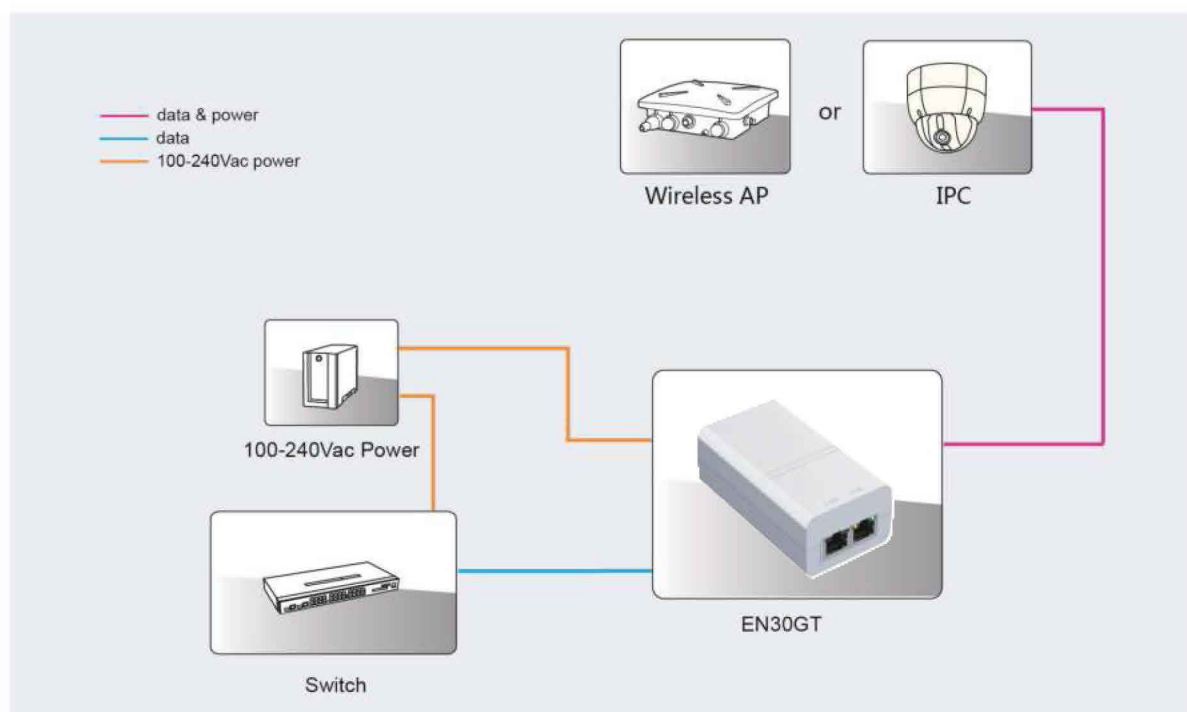 data & power
data
100-240Vac power
or
Wireless AP
IPC
100-240Vac Power
EN30GT
Switch